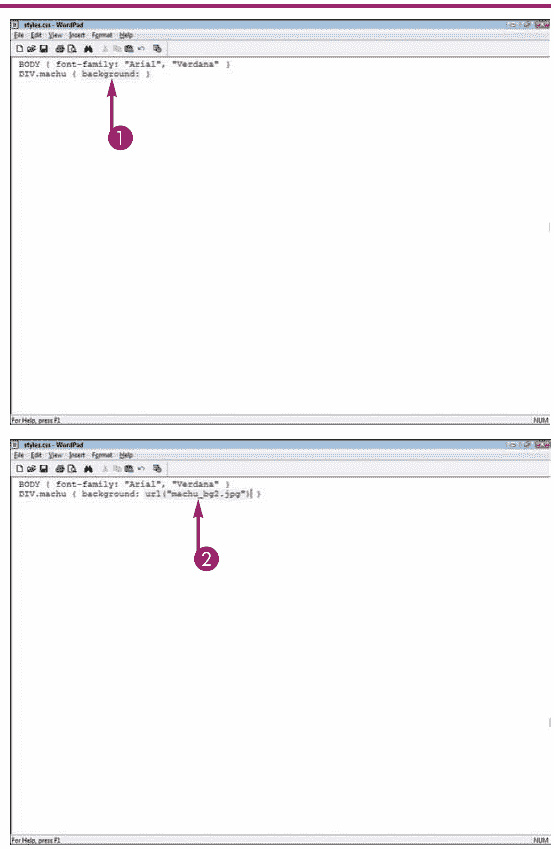 styles.css - WordPad
File Edit View Insert Format Help
BODY { font-family: "Arial", "Verdana" }
DIV.machu { background: }
1
For Help, press F1
NUM
styles.css - WordPad
File Edit View Insert Format Help
BODY { font-family: "Arial", "Verdana" }
DIV.machu { background: url("machu_bg2.jpg") }
2
For Help, press F1
NUM